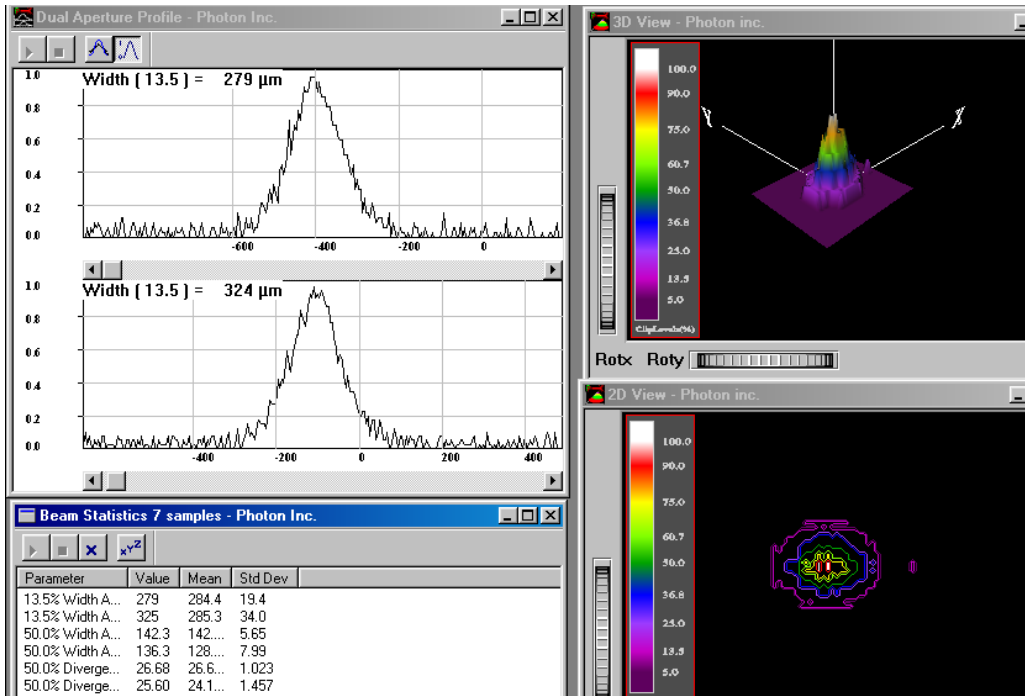 Dual Aperture Profile - Photon Inc.
Width ( 13.5 ) = 279 µm
1.0
0.8
0.6
0.4
0.2
0.0
-600 -400 -200 0
Width ( 13.5 ) = 324 µm
1.0
0.8
0.6
0.4
0.2
0.0
-400 -200 0 200 400
Beam Statistics 7 samples - Photon Inc.
XYZ
Parameter Value Mean Std Dev
13.5% Width A... 279 284.4 19.4
13.5% Width A... 325 285.3 34.0
50.0% Width A... 142.3 142.... 5.65
50.0% Width A... 136.3 128.... 7.99
50.0% Diverge... 26.68 26.6... 1.023
50.0% Diverge... 25.60 24.1... 1.457
3D View - Photon inc.
100.0
90.0
75.0
60.7
50.0
36.8
25.0
13.5
5.0
ClipLevels(%)
Y X
Rotx Roty
2D View - Photon inc.
100.0
90.0
75.0
60.7
50.0
36.8
25.0
13.5
5.0